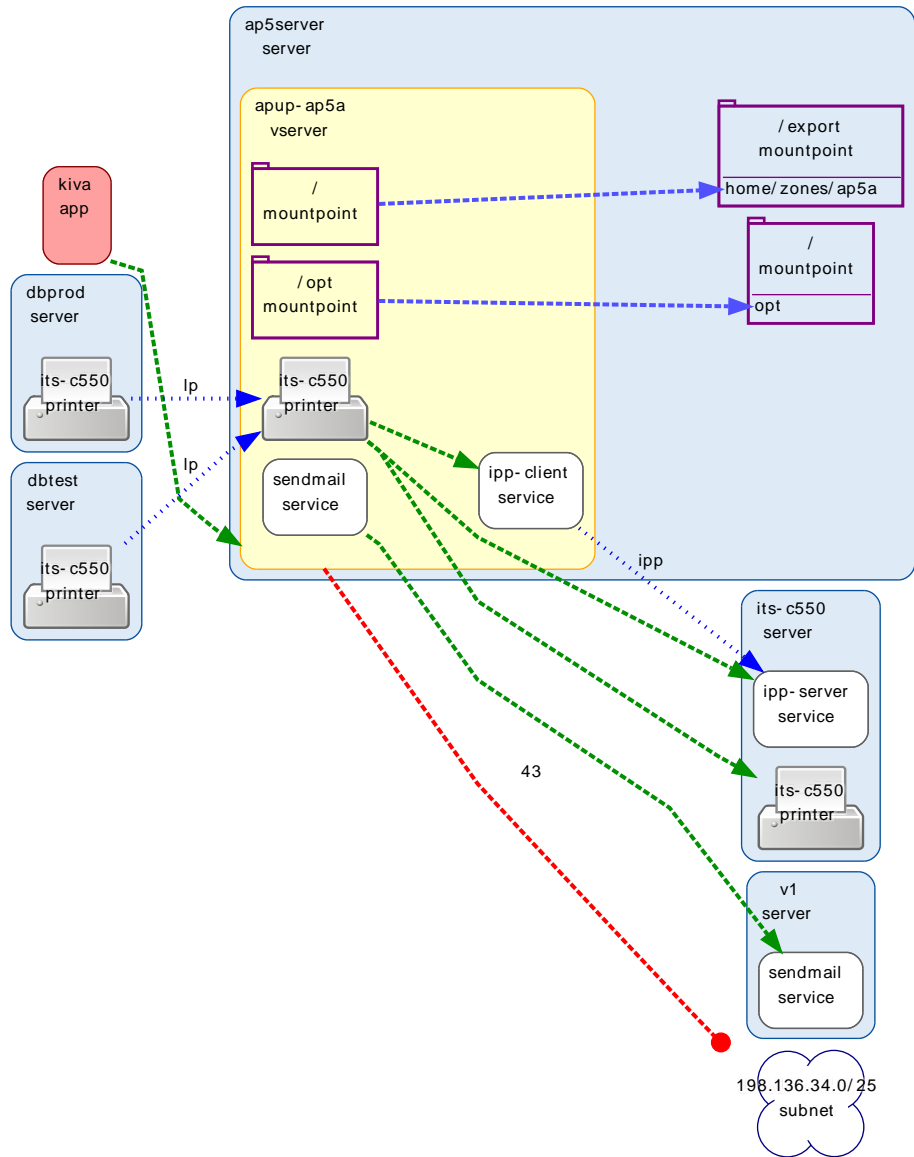 ap5server
server
apup-ap5a
vserver
/export
mountpoint
home/zones/ap5a
/
mountpoint
kiva
app
/
mountpoint
opt
/opt
mountpoint
dbprod
server
its-c550
printer
lp
its-c550
printer
lp
dbtest
server
its-c550
printer
sendmail
service
ipp-client
service
ipp
its-c550
server
ipp-server
service
43
its-c550
printer
v1
server
sendmail
service
198.136.34.0/25
subnet